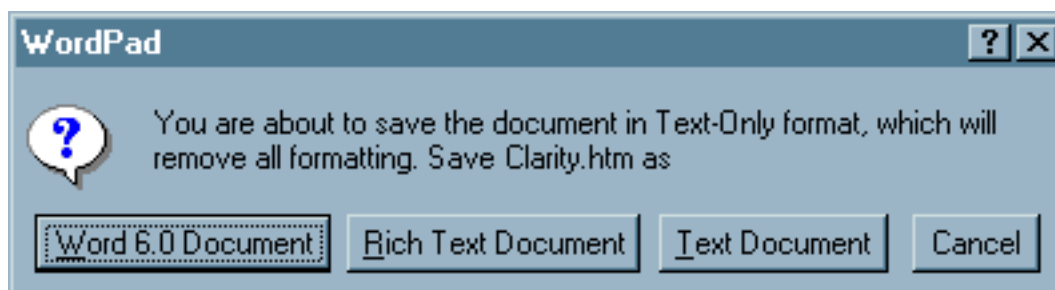 WordPad
You are about to save the document in Text-Only format, which will
remove all formatting. Save Clarity.htm as
Word 6.0 Document Rich Text Document Text Document Cancel